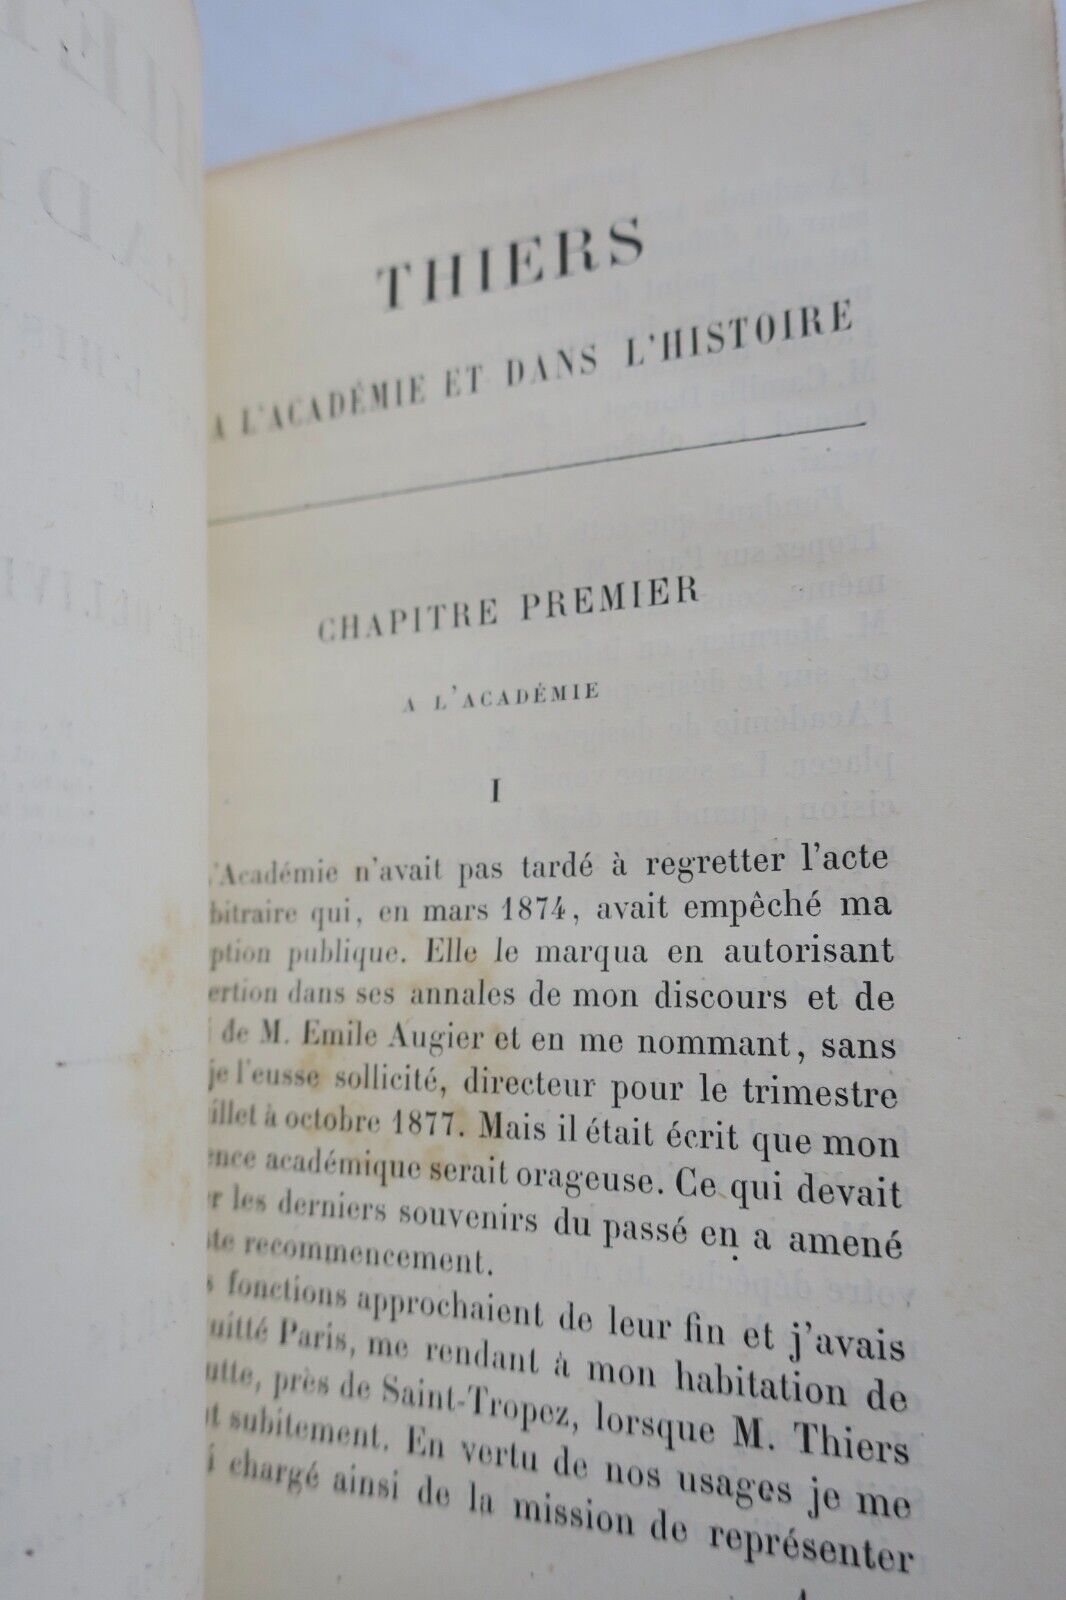 THIERS
A L'ACADÉMIE ET DANS L'HISTOIRE
CHAPITRE PREMIER
A L'ACADÉMIE
I
L'Académie n'avait pas tardé à regretter l'acte
bitraire qui, en mars 1874, avait empêché ma
ption publique. Elle le marqua en autorisant
ertion dans ses annales de mon discours et de
de M. Emile Augier et en me nommant, sans
je l'eusse sollicité, directeur pour le trimestre
illet à octobre 1877. Mais il était écrit que mon
ence académique serait orageuse. Ce qui devait
r les derniers souvenirs du passé en a amené
te recommencement.
s fonctions approchaient de leur fin et j'avais
uitté Paris, me rendant à mon habitation de
utte, près de Saint-Tropez, lorsque M. Thiers
t subitement. En vertu de nos usages je me
i chargé ainsi de la mission de représenter